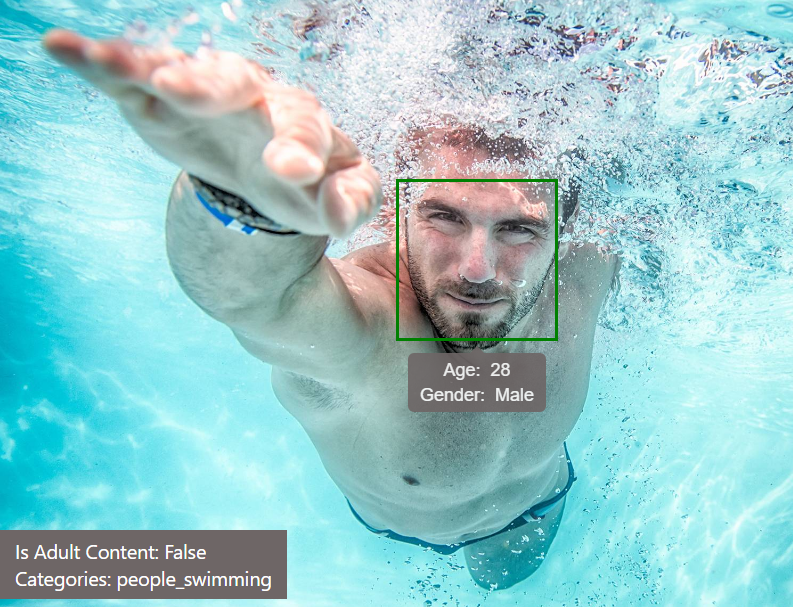 Age: 28
Gender: Male
Is Adult Content: False
Categories: people_swimming